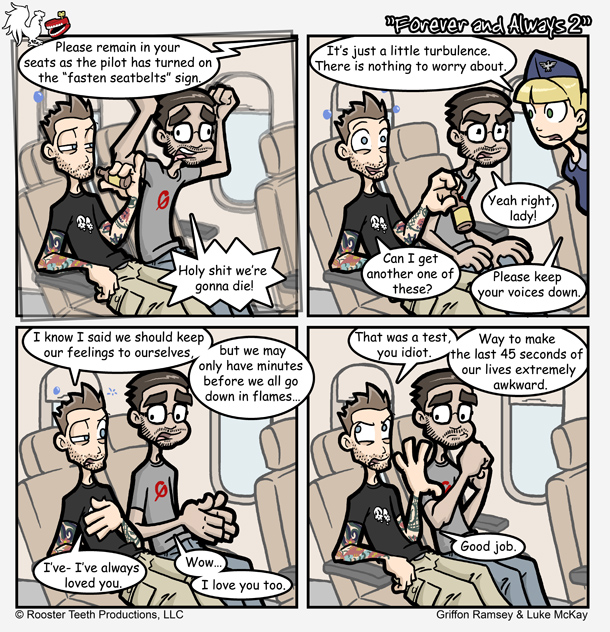 "Forever and Always 2"
Please remain in your
seats as the pilot has turned on
the "fasten seatbelts" sign.
Holy shit we're
gonna die!
It's just a little turbulence.
There is nothing to worry about.
Yeah right,
lady!
Can I get
another one of
these?
Please keep
your voices down.
I know I said we should keep
our feelings to ourselves,
but we may
only have minutes
before we all go
down in flames...
I've- I've always
loved you.
Wow...
I love you too.
That was a test,
you idiot.
Way to make
the last 45 seconds of
our lives extremely
awkward.
Good job.
© Rooster Teeth Productions, LLC
Griffon Ramsey & Luke McKay